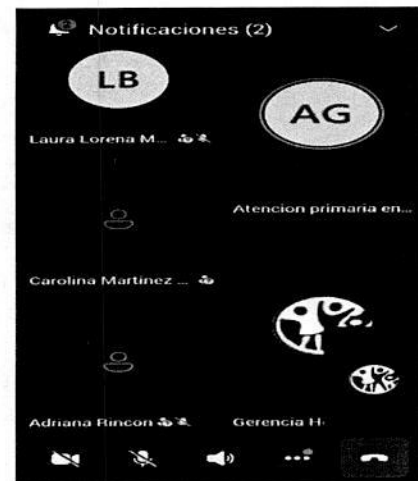 Notificaciones (2)
LB
AG
Laura Lorena M...
Atencion primaria en...
Carolina Martinez ...
Adriana Rincon
Gerencia H